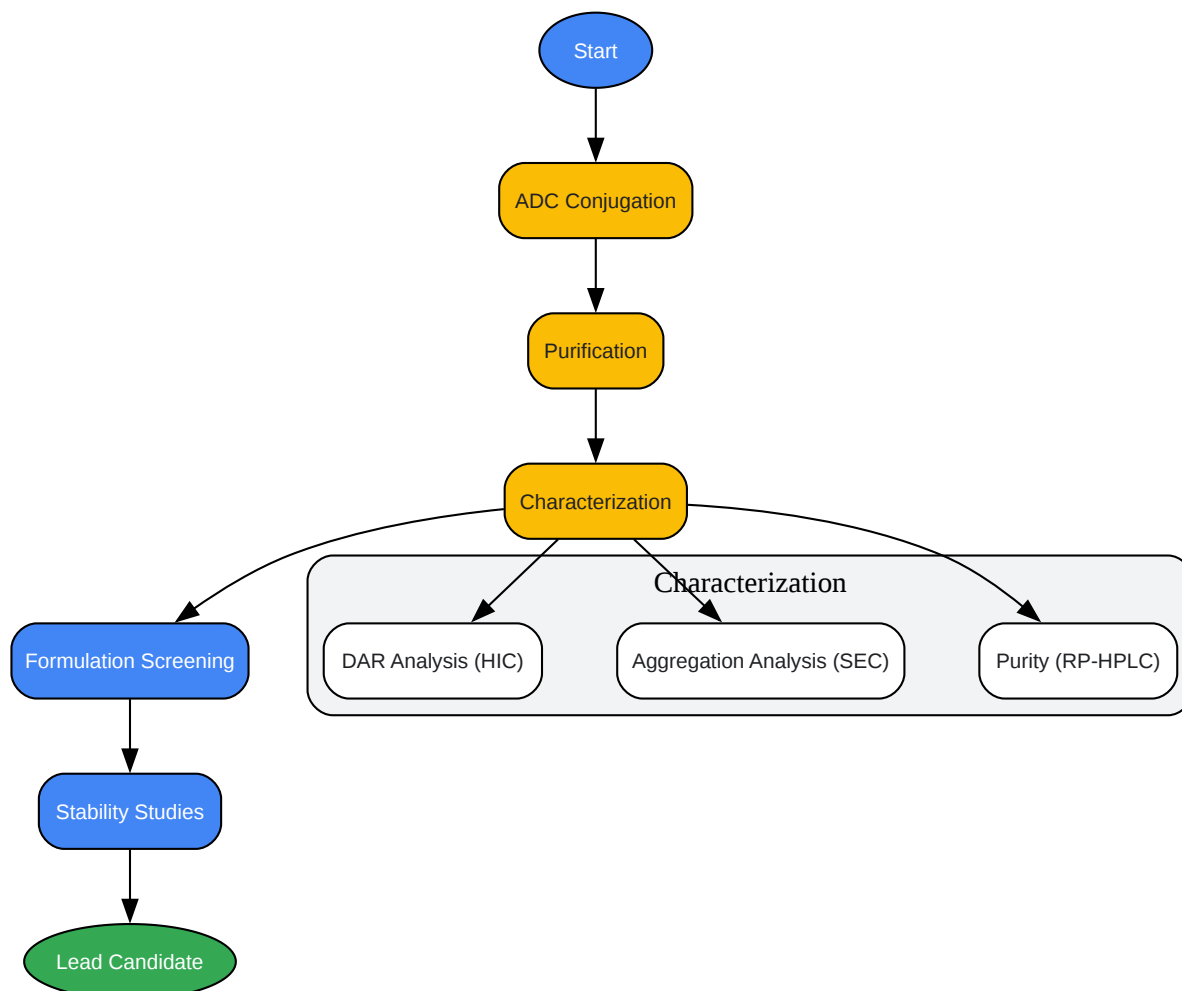 Start
ADC Conjugation
Purification
Characterization
Characterization
Formulation Screening
DAR Analysis (HIC)
Aggregation Analysis (SEC)
Purity (RP-HPLC)
Stability Studies
Lead Candidate